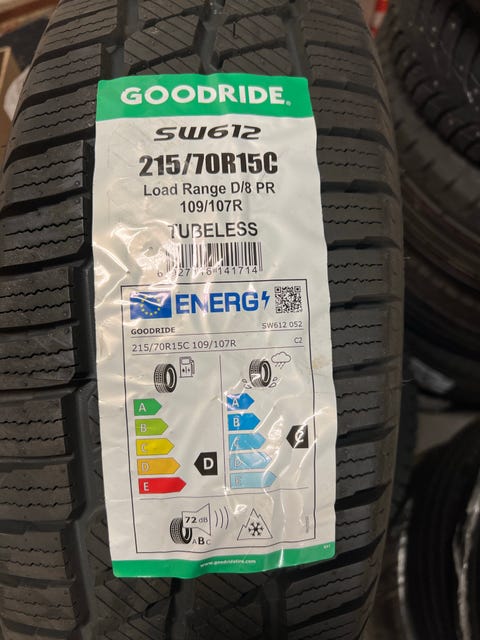 GOODRIDE
SW612
215/70R15C
Load Range D/8 PR
109/107R
TUBELESS
ENERG
GOODRIDE SW612 052
215/70R15C 109/107R C2
A A
B B
C C C
D D D
E E
72 dB
ABC
www.goodridetire.com